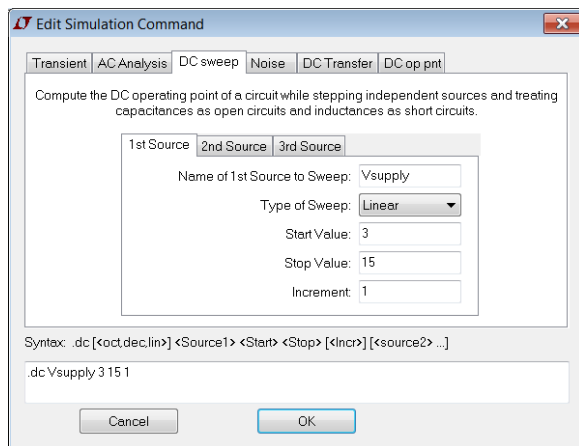 Edit Simulation Command
Transient AC Analysis DC sweep Noise DC Transfer DC op pnt
Compute the DC operating point of a circuit while stepping independent sources and treating
capacitances as open circuits and inductances as short circuits.
1st Source 2nd Source 3rd Source
Name of 1st Source to Sweep: Vsupply
Type of Sweep: Linear
Start Value: 3
Stop Value: 15
Increment: 1
Syntax: .dc [<oct,dec,lin>] <Source1> <Start> <Stop> [<Incr>] [<source2> ...]
.dc Vsupply 3 15 1
Cancel OK